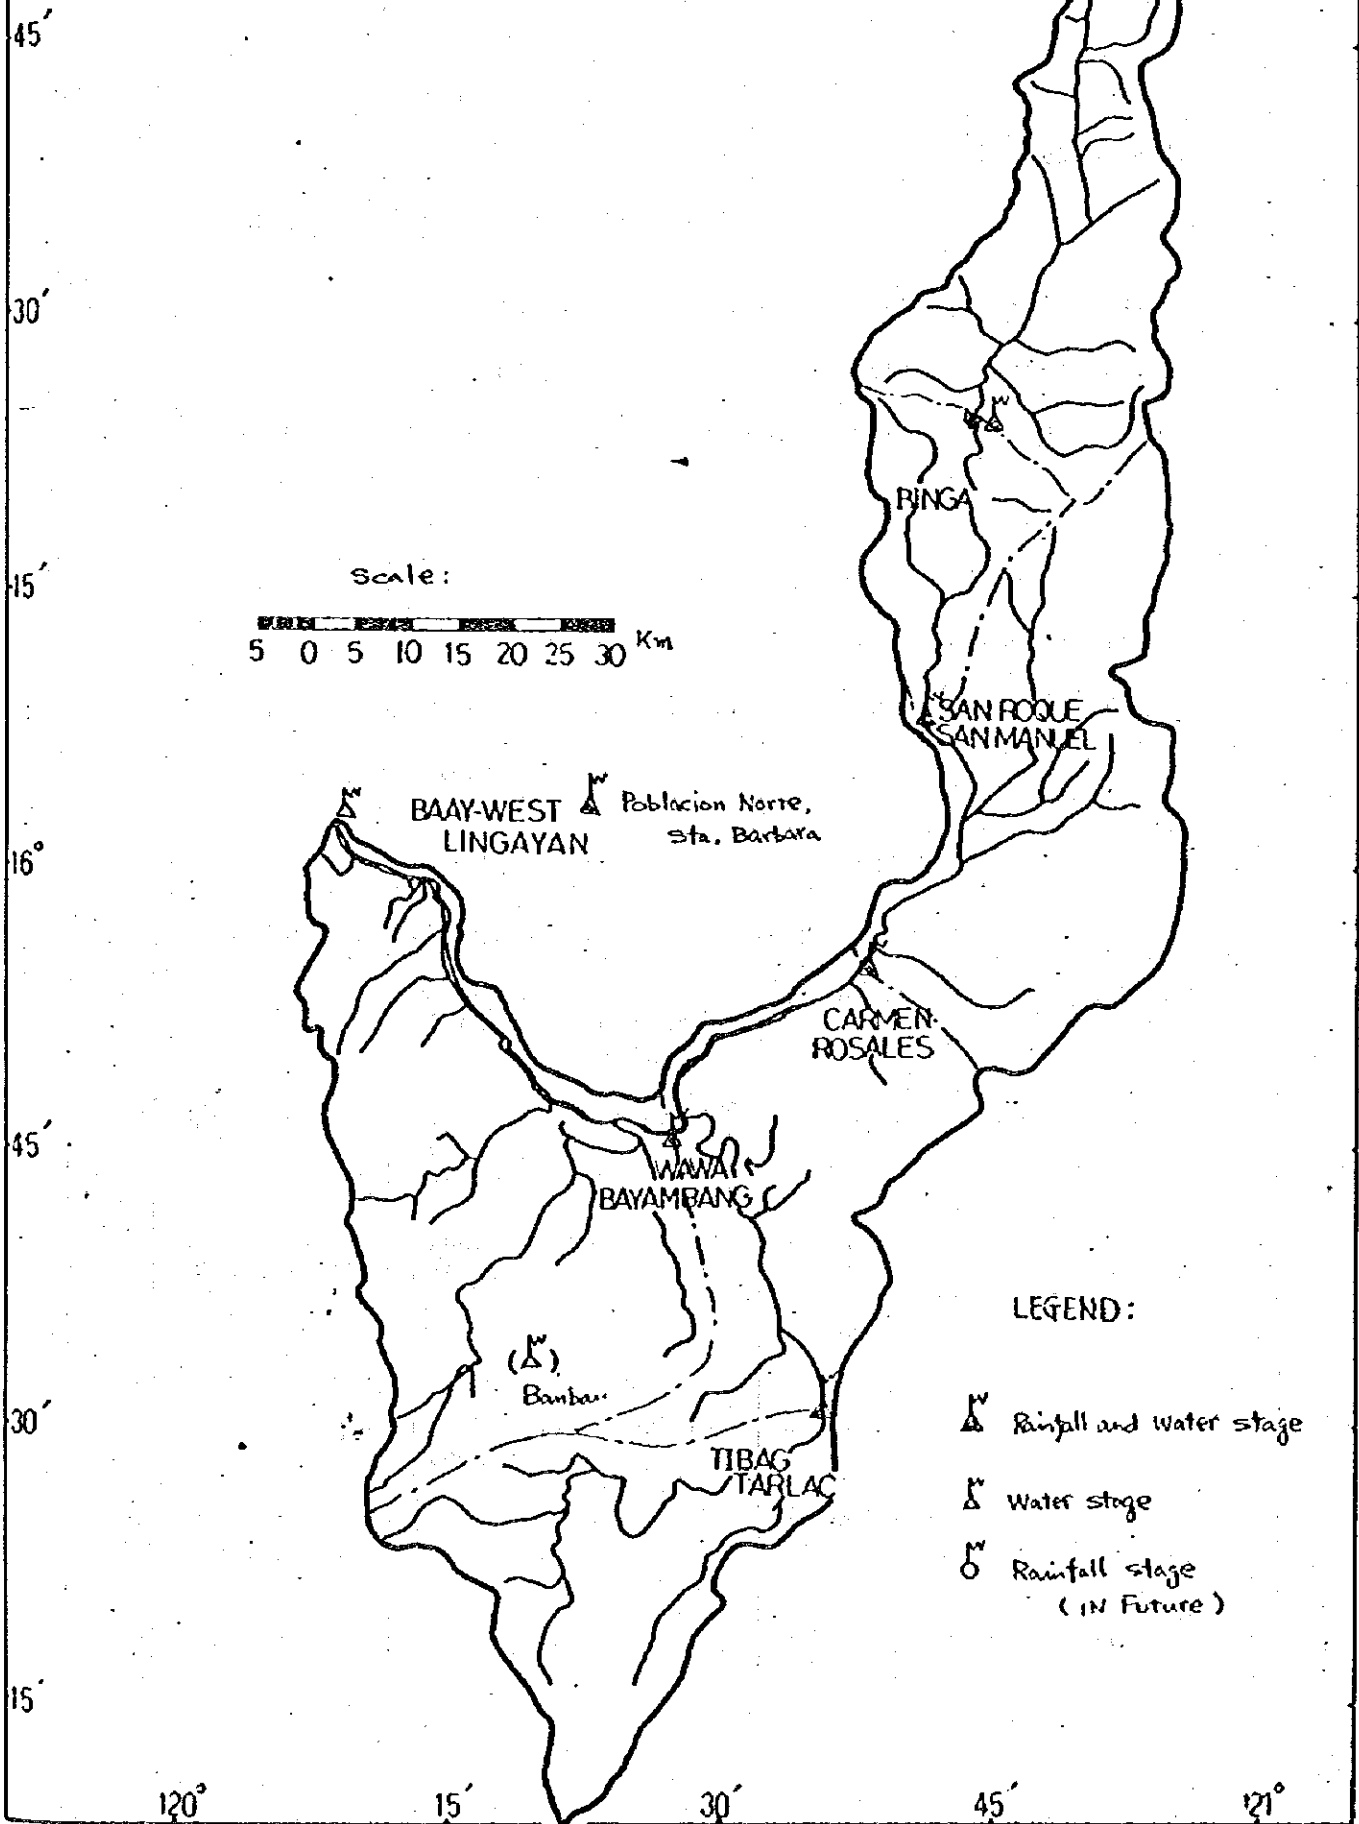 45′
30′
BINGA
Scale:
15′
5 0 5 10 15 20 25 30 Km
SAN ROQUE
SAN MANUEL
BAAY-WEST
LINGAYAN
Poblacion Norte,
Sta. Barbara
16°
CARMEN
ROSALES
45′
WAWA
BAYAMBANG
LEGEND:
(
)
Banban
30′
Rainfall and Water stage
TIBAG
TARLAC
Water stage
Rainfall stage
(IN Future)
15′
120° 15′ 30′ 45′ 121°